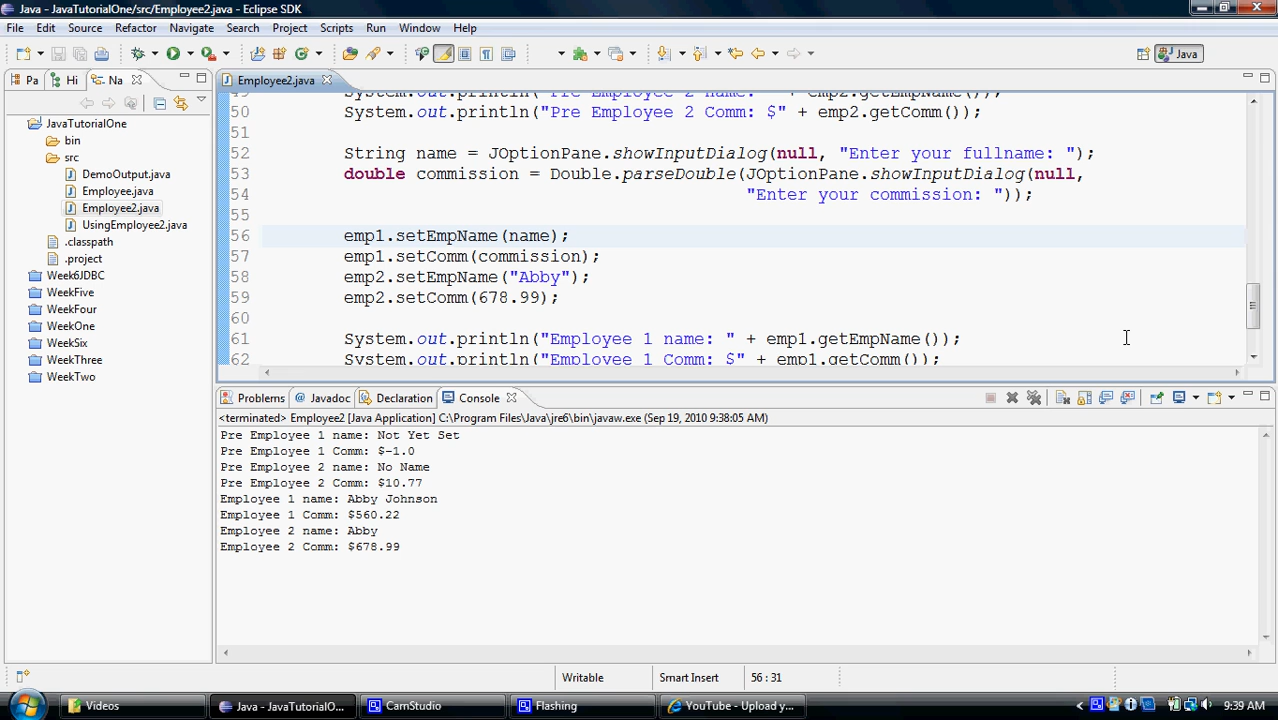 Java - JavaTutorialOne/src/Employee2.java - Eclipse SDK
File Edit Source Refactor Navigate Search Project Scripts Run Window Help
Java
Pa Hi Na
Employee2.java
JavaTutorialOne
bin
src
DemoOutput.java
Employee.java
Employee2.java
UsingEmployee2.java
.classpath
.project
Week6JDBC
WeekFive
WeekFour
WeekOne
WeekSix
WeekThree
WeekTwo
49 System.out.println("Pre Employee 2 name: " + emp2.getEmpName());
50 System.out.println("Pre Employee 2 Comm: $" + emp2.getComm());
51
52 String name = JOptionPane.showInputDialog(null, "Enter your fullname: ");
53 double commission = Double.parseDouble(JOptionPane.showInputDialog(null,
54 "Enter your commission: "));
55
56 emp1.setEmpName(name);
57 emp1.setComm(commission);
58 emp2.setEmpName("Abby");
59 emp2.setComm(678.99);
60
61 System.out.println("Employee 1 name: " + emp1.getEmpName());
62 System.out.println("Employee 1 Comm: $" + emp1.getComm());
Problems @ Javadoc Declaration Console
<terminated> Employee2 [Java Application] C:\Program Files\Java\jre6\bin\javaw.exe (Sep 19, 2010 9:38:05 AM)
Pre Employee 1 name: Not Yet Set
Pre Employee 1 Comm: $-1.0
Pre Employee 2 name: No Name
Pre Employee 2 Comm: $10.77
Employee 1 name: Abby Johnson
Employee 1 Comm: $560.22
Employee 2 name: Abby
Employee 2 Comm: $678.99
Writable Smart Insert 56 : 31
Videos Java - JavaTutorialO... CamStudio Flashing YouTube - Upload y... 9:39 AM